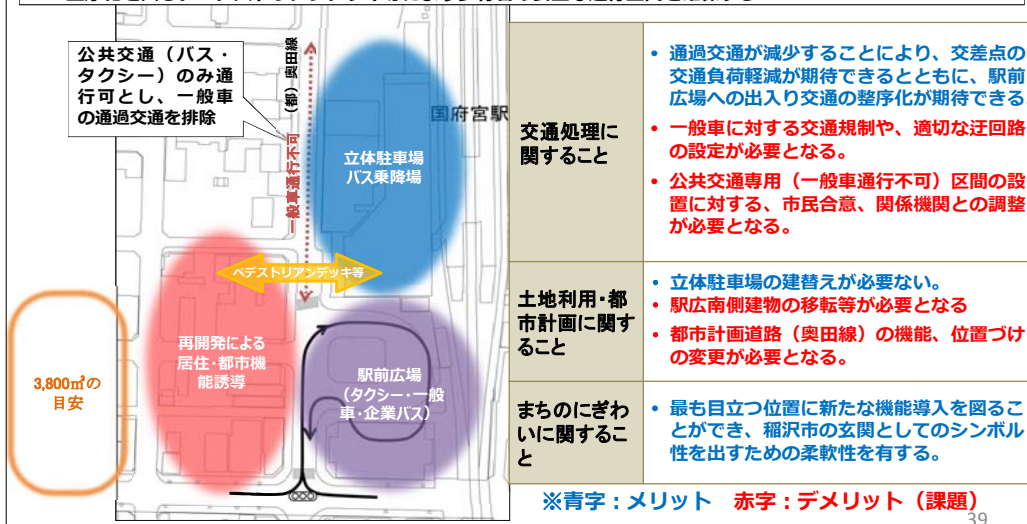 公共交通（バス・
タクシー）のみ通
行可とし、一般車
の通過交通を排除
（都）奥田線
一般車通行不可
国府宮駅
立体駐車場
バス乗降場
ペデストリアンデッキ等
再開発による
居住・都市機
能誘導
駅前広場
（タクシー・一般
車・企業バス）
3,800㎡の
目安
交通処理に
関すること
• 通過交通が減少することにより、交差点の
交通負荷軽減が期待できるとともに、駅前
広場への出入り交通の整序化が期待できる
• 一般車に対する交通規制や、適切な迂回路
の設定が必要となる。
• 公共交通専用（一般車通行不可）区間の設
置に対する、市民合意、関係機関との調整
が必要となる。
土地利用・都
市計画に関す
ること
• 立体駐車場の建替えが必要ない。
• 駅広南側建物の移転等が必要となる
• 都市計画道路（奥田線）の機能、位置づけ
の変更が必要となる。
まちのにぎわ
いに関するこ
と
• 最も目立つ位置に新たな機能導入を図るこ
とができ、稲沢市の玄関としてのシンボル
性を出すための柔軟性を有する。
※青字：メリット　赤字：デメリット（課題）
39